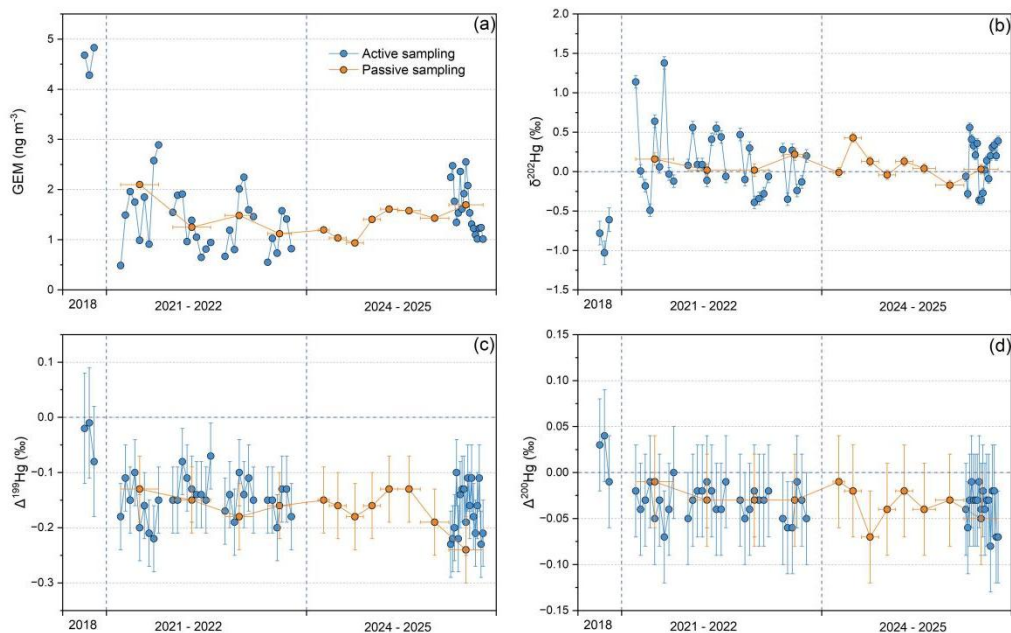 (a)
GEM (ng m⁻³)
5
4
3
2
1
0
Active sampling
Passive sampling
2018
2021 - 2022
2024 - 2025
(b)
δ²⁰²Hg (‰)
2.0
1.5
1.0
0.5
0.0
−0.5
−1.0
−1.5
2018
2021 - 2022
2024 - 2025
(c)
Δ¹⁹⁹Hg (‰)
0.1
0.0
−0.1
−0.2
−0.3
2018
2021 - 2022
2024 - 2025
(d)
Δ²⁰⁰Hg (‰)
0.15
0.10
0.05
−0.00
−0.05
−0.10
−0.15
2018
2021 - 2022
2024 - 2025